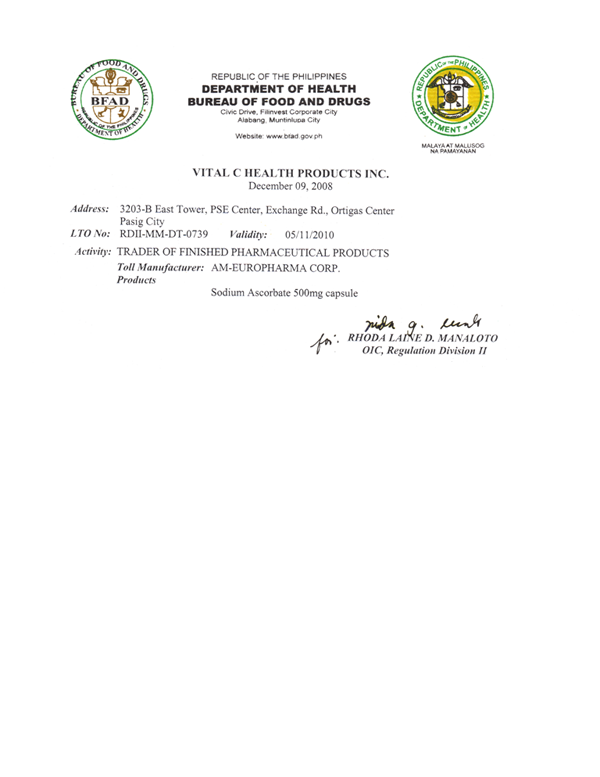 BUREAU OF FOOD AND DRUGS
BFAD
REPUBLIC OF THE PHILIPPINES
DEPARTMENT OF HEALTH
REPUBLIC OF THE PHILIPPINES
DEPARTMENT OF HEALTH
BUREAU OF FOOD AND DRUGS
Civic Drive, Filinvest Corporate City
Alabang, Muntinlupa City
Website: www.bfad.gov.ph
REPUBLIC OF THE PHILIPPINES
DEPARTMENT OF HEALTH
MALAYA AT MALUSOG
NA PAMAYANAN
VITAL C HEALTH PRODUCTS INC.
December 09, 2008
Address: 3203-B East Tower, PSE Center, Exchange Rd., Ortigas Center
Pasig City
LTO No: RDII-MM-DT-0739 Validity: 05/11/2010
Activity: TRADER OF FINISHED PHARMACEUTICAL PRODUCTS
Toll Manufacturer: AM-EUROPHARMA CORP.
Products
Sodium Ascorbate 500mg capsule
for: RHODA LAINE D. MANALOTO
OIC, Regulation Division II